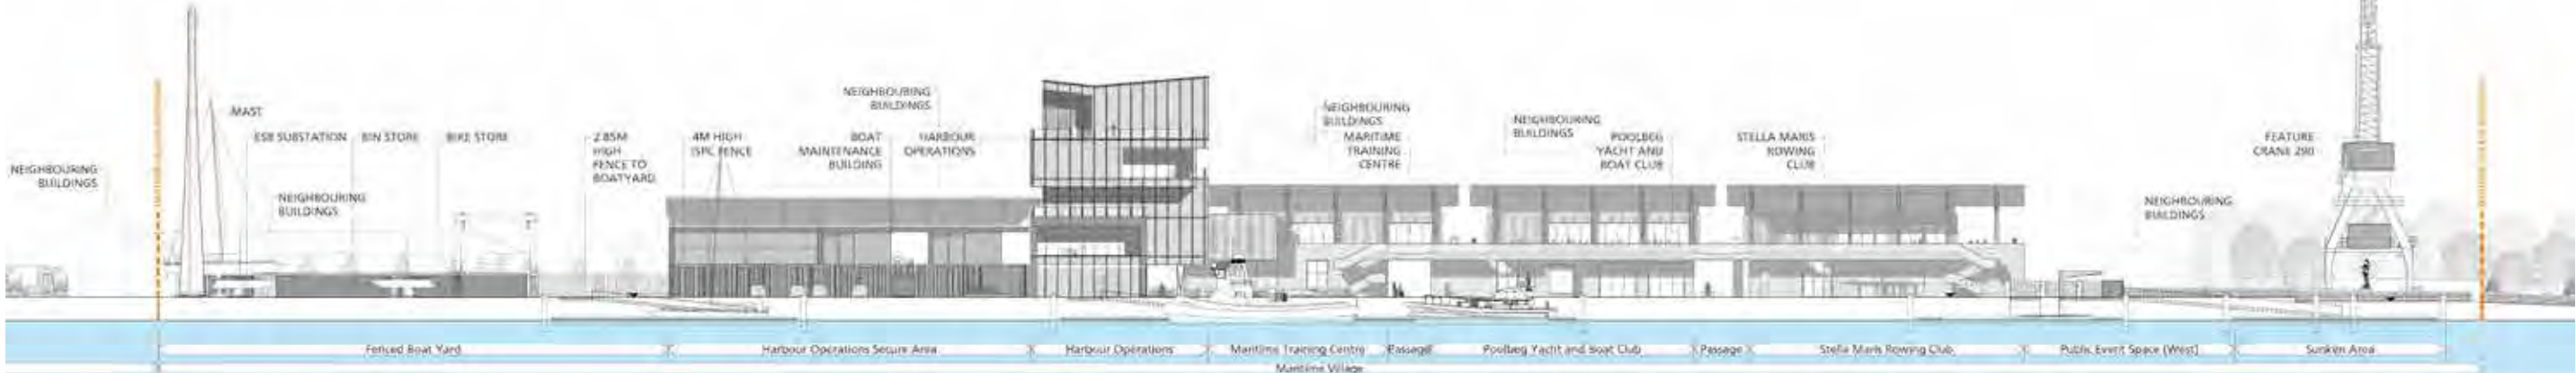 NEIGHBOURING
BUILDINGS
MAST
ESB SUBSTATION
BIN STORE
BIKE STORE
NEIGHBOURING
BUILDINGS
2.85M
HIGH
FENCE TO
BOATYARD
4M HIGH
ISPC FENCE
BOAT
MAINTENANCE
BUILDING
NEIGHBOURING
BUILDINGS
HARBOUR
OPERATIONS
NEIGHBOURING
BUILDINGS
MARITIME
TRAINING
CENTRE
NEIGHBOURING
BUILDINGS
POOLBEG
YACHT AND
BOAT CLUB
STELLA MARIS
ROWING
CLUB
NEIGHBOURING
BUILDINGS
FEATURE
CRANE 290
Fenced Boat Yard
Harbour Operations Secure Area
Harbour Operations
Maritime Training Centre
Passage
Poolbeg Yacht and Boat Club
Passage
Stella Maris Rowing Club
Public Event Space (West)
Sunken Area
Maritime Village